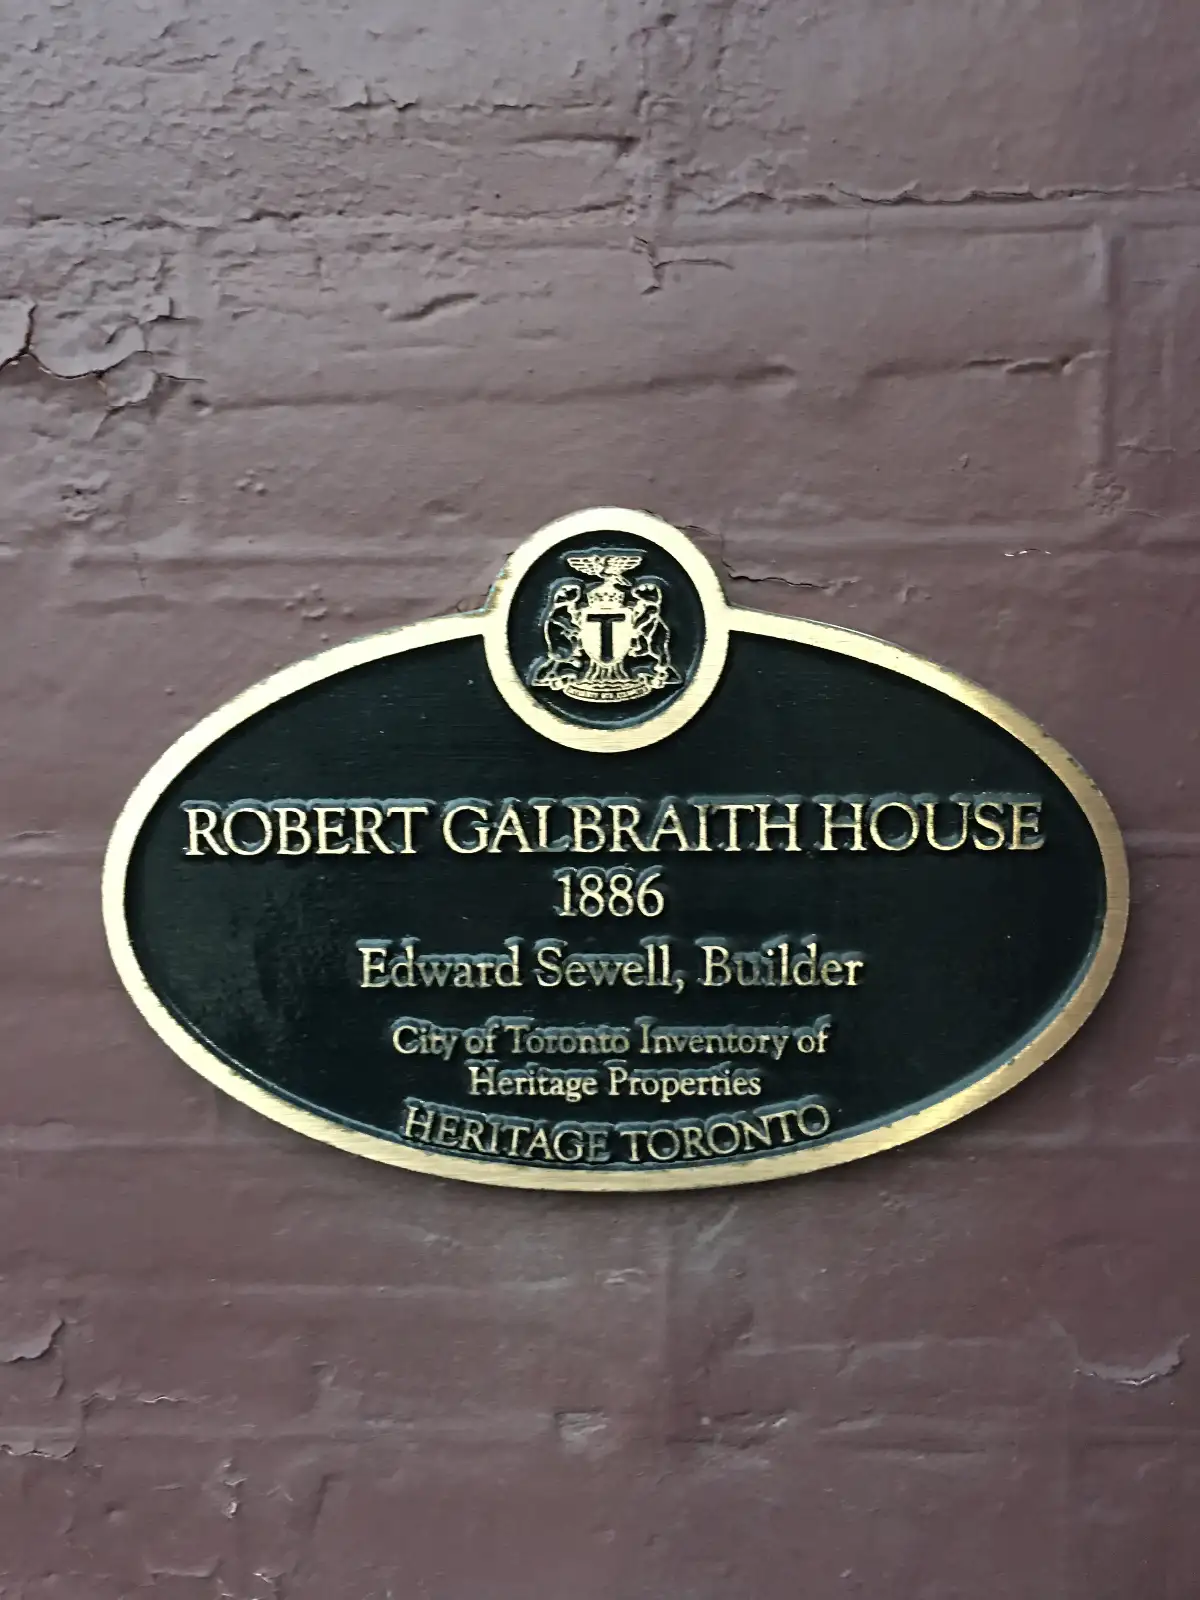 T
ROBERT GALBRAITH HOUSE
1886
Edward Sewell, Builder
City of Toronto Inventory of
Heritage Properties
HERITAGE TORONTO